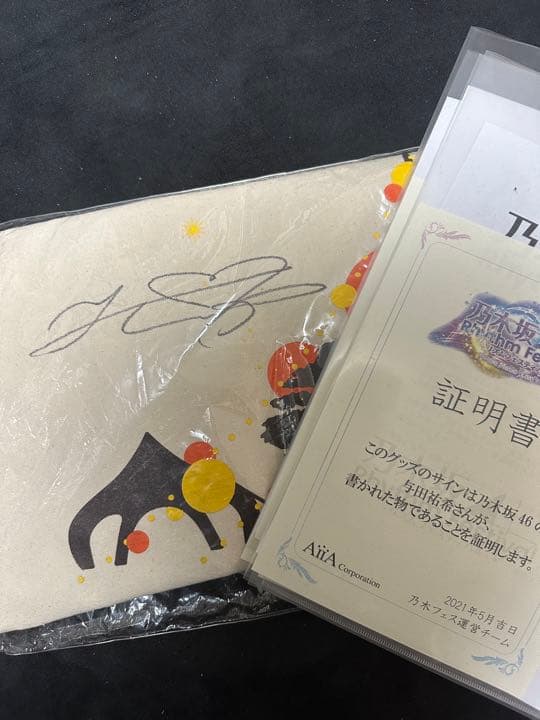 乃
乃木坂
Rhythm Fe
証明書
このグッズのサインは乃木坂46の
与田祐希さんが、
書かれた物であることを証明します。
AiiA Corporation
2021年5月吉日
乃木フェス運営チーム